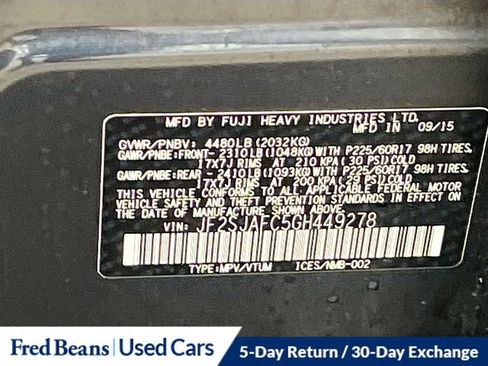 MFD BY FUJI HEAVY INDUSTRIES LTD.
MFD IN 09/15
GVWR/PNBV: 4480LB(2032KG)
GAWR/PNBE:FRONT-2310LB(1048KG)WITH P225/60R17 98H TIRES
17X7J RIMS AT 210 KPA(30 PSI)COLD
GAWR/PNBE:REAR -2410LB(1093KG)WITH P225/60R17 98H TIRES
17X7J RIMS AT 200 KPA(29 PSI)COLD
THIS VEHICLE CONFORMS TO ALL APPLICABLE FEDERAL MOTOR
VEHICLE SAFETY AND THEFT PREVENTION STANDARDS IN EFFECT ON
THE DATE OF MANUFACTURE SHOWN ABOVE.
VIN: JF2SJAFC5GH449278
TYPE:MPV/VTUM ICES/NMB-002
Fred Beans | Used Cars 5-Day Return / 30-Day Exchange